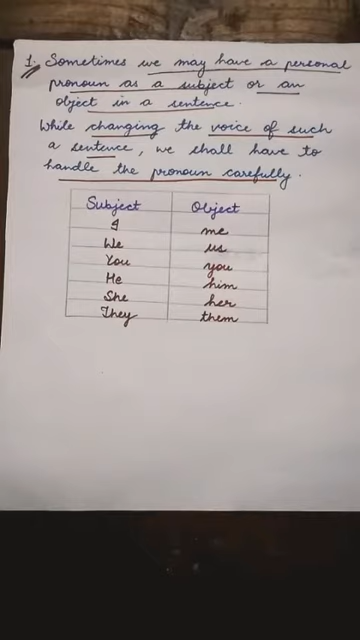 1. Sometimes we may have a personal
pronoun as a subject or an
object in a sentence.
While changing the voice of such
a sentence, we shall have to
handle the pronoun carefully.
Subject Object
I me
We us
You you
He him
She her
They them